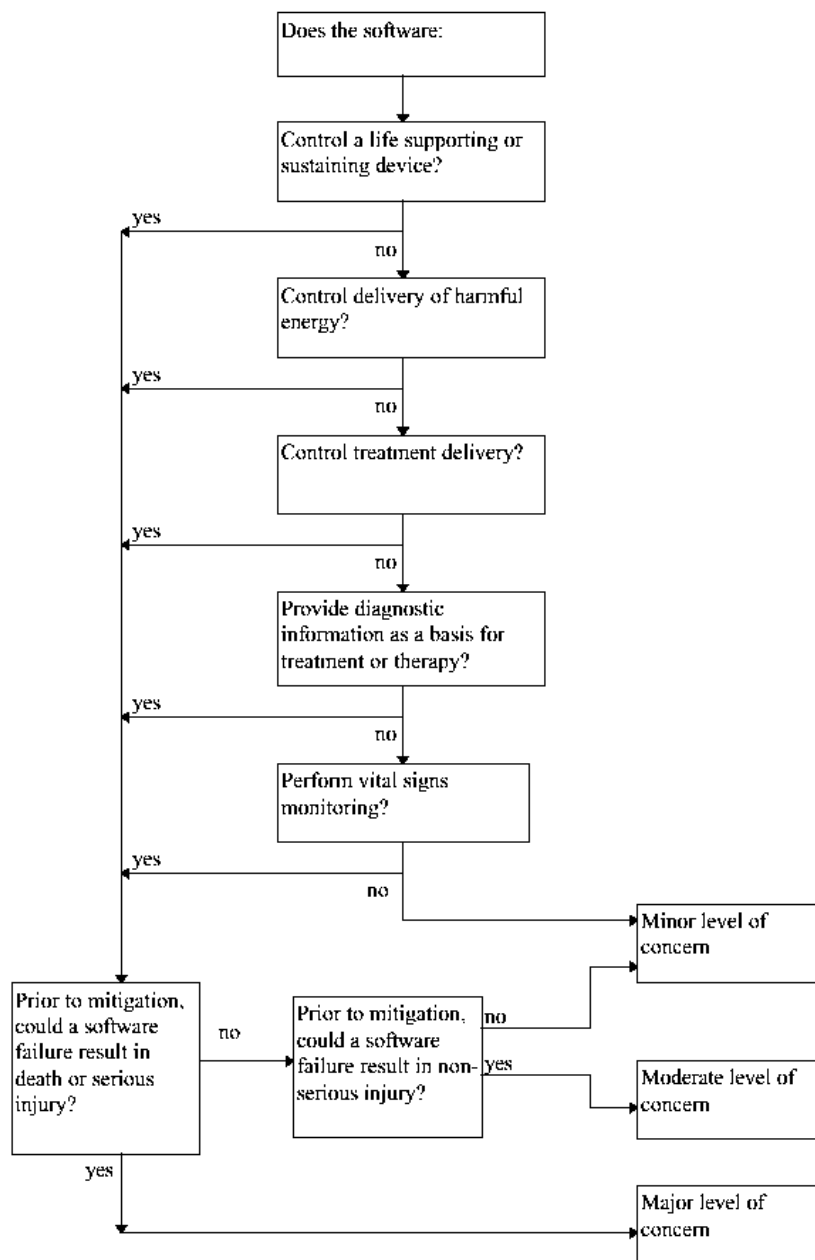 Does the software:
Control a life supporting or
sustaining device?
yes
no
Control delivery of harmful
energy?
yes
no
Control treatment delivery?
yes
no
Provide diagnostic
information as a basis for
treatment or therapy?
yes
no
Perform vital signs
monitoring?
yes
no
Minor level of
concern
Prior to mitigation,
could a software
failure result in
death or serious
injury?
no
Prior to mitigation,
could a software
failure result in non-
serious injury?
no
yes
Moderate level of
concern
yes
Major level of
concern